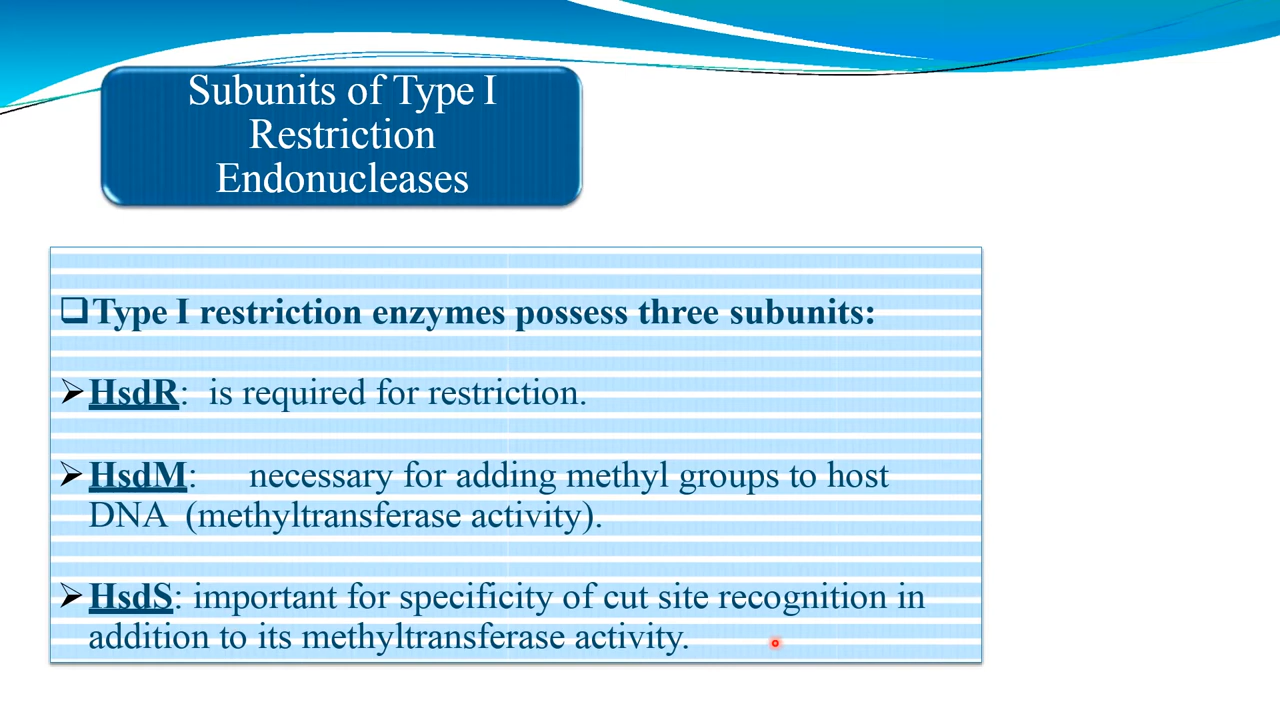 Subunits of Type I
Restriction
Endonucleases
❑Type I restriction enzymes possess three subunits:
➢HsdR: is required for restriction.
➢HsdM: necessary for adding methyl groups to host
DNA (methyltransferase activity).
➢HsdS: important for specificity of cut site recognition in
addition to its methyltransferase activity.